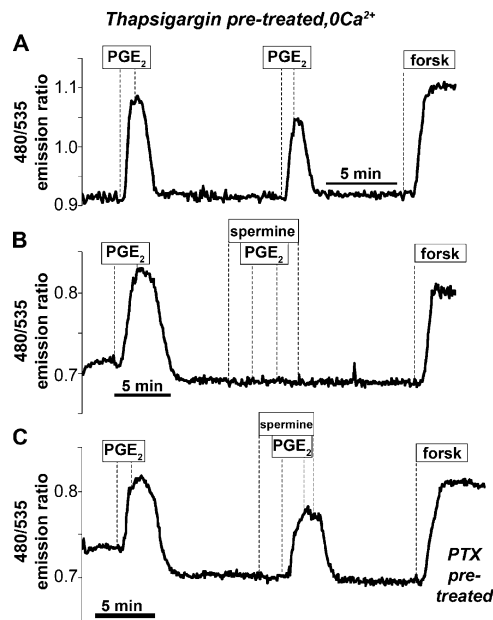 Thapsigargin pre-treated,0Ca²⁺
A
PGE₂
PGE₂
forsk
480/535
emission ratio
1.1
1.0
0.9
5 min
B
spermine
PGE₂
PGE₂
forsk
480/535
emission ratio
0.8
0.7
5 min
C
spermine
PGE₂
PGE₂
forsk
480/535
emission ratio
0.8
0.7
5 min
PTX
pre-
treated